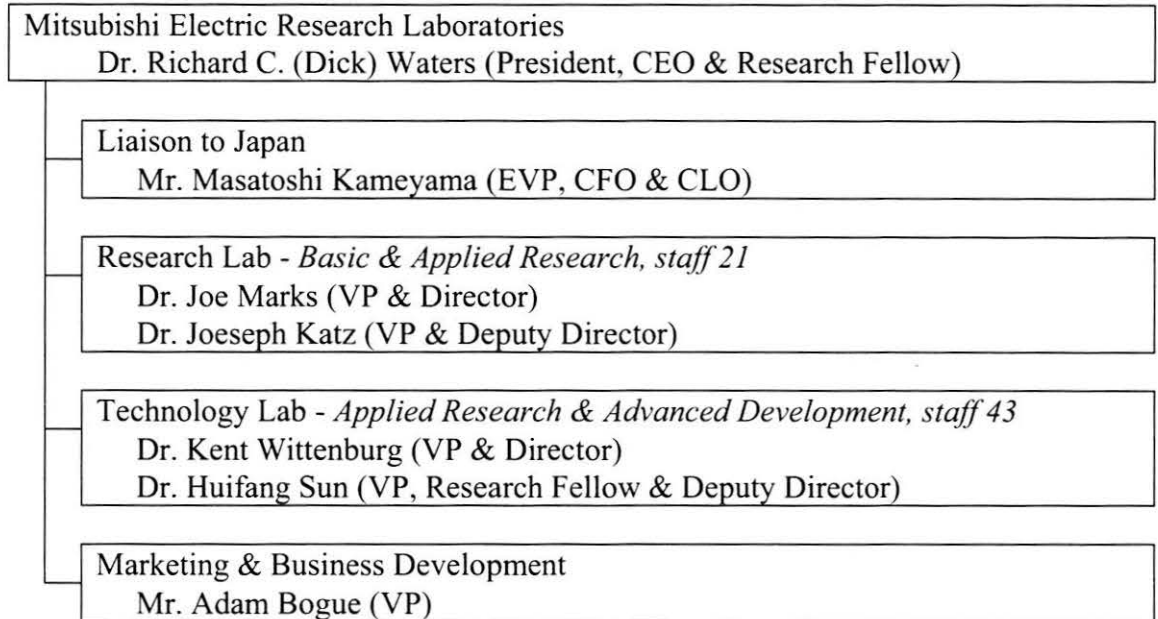 Mitsubishi Electric Research Laboratories
Dr. Richard C. (Dick) Waters (President, CEO & Research Fellow)
Liaison to Japan
Mr. Masatoshi Kameyama (EVP, CFO & CLO)
Research Lab - Basic & Applied Research, staff 21
Dr. Joe Marks (VP & Director)
Dr. Joeseph Katz (VP & Deputy Director)
Technology Lab - Applied Research & Advanced Development, staff 43
Dr. Kent Wittenburg (VP & Director)
Dr. Huifang Sun (VP, Research Fellow & Deputy Director)
Marketing & Business Development
Mr. Adam Bogue (VP)